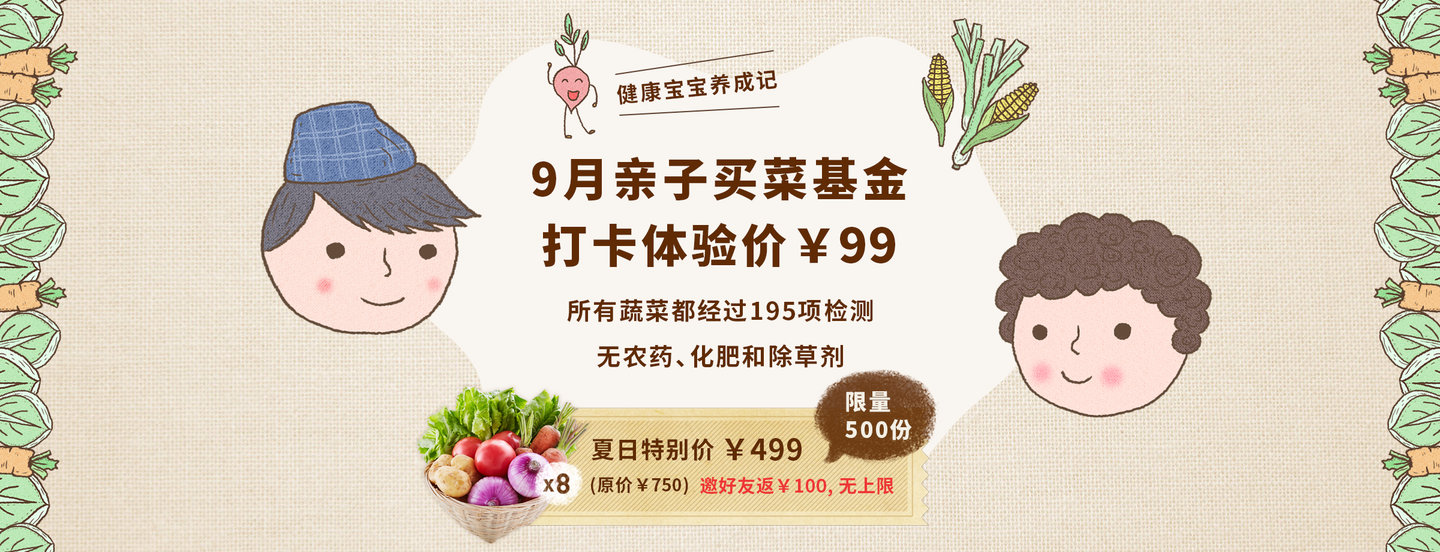 健康宝宝养成记
9月亲子买菜基金
打卡体验价￥99
所有蔬菜都经过195项检测
无农药、化肥和除草剂
限量
500份
夏日特别价 ￥499
x8
(原价￥750) 邀好友返￥100, 无上限